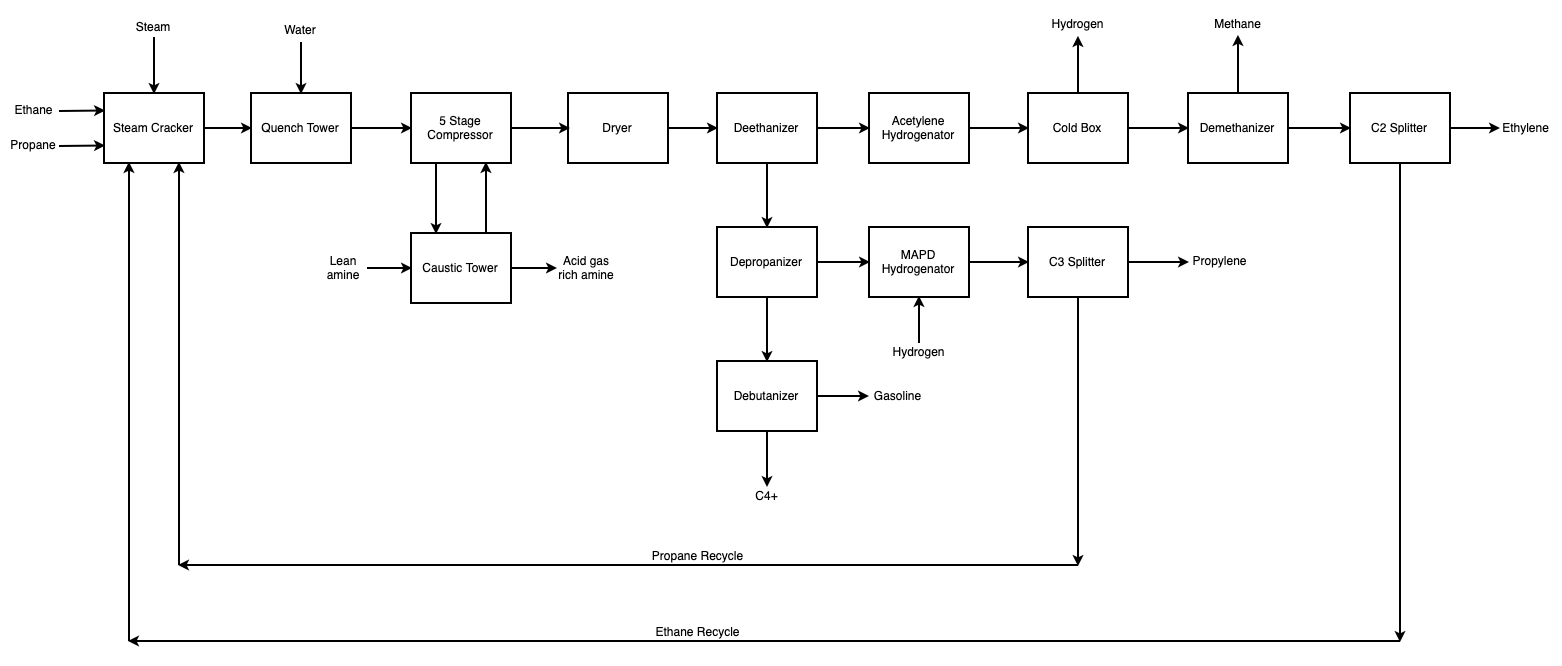 Steam
Water
Hydrogen
Methane
Ethane
Propane
Steam Cracker
Quench Tower
5 Stage
Compressor
Dryer
Deethanizer
Acetylene
Hydrogenator
Cold Box
Demethanizer
C2 Splitter
Ethylene
Lean
amine
Caustic Tower
Acid gas
rich amine
Depropanizer
MAPD
Hydrogenator
C3 Splitter
Propylene
Hydrogen
Debutanizer
Gasoline
C4+
Propane Recycle
Ethane Recycle